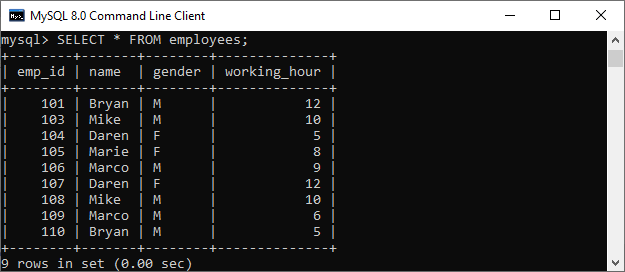 MySQL 8.0 Command Line Client
mysql> SELECT * FROM employees;
+--------+-------+--------+--------------+
| emp_id | name  | gender | working_hour |
+--------+-------+--------+--------------+
|    101 | Bryan | M      |           12 |
|    103 | Mike  | M      |           10 |
|    104 | Daren | F      |            5 |
|    105 | Marie | F      |            8 |
|    106 | Marco | M      |            9 |
|    107 | Daren | F      |           12 |
|    108 | Mike  | M      |           10 |
|    109 | Marco | M      |            6 |
|    110 | Bryan | M      |            5 |
+--------+-------+--------+--------------+
9 rows in set (0.00 sec)